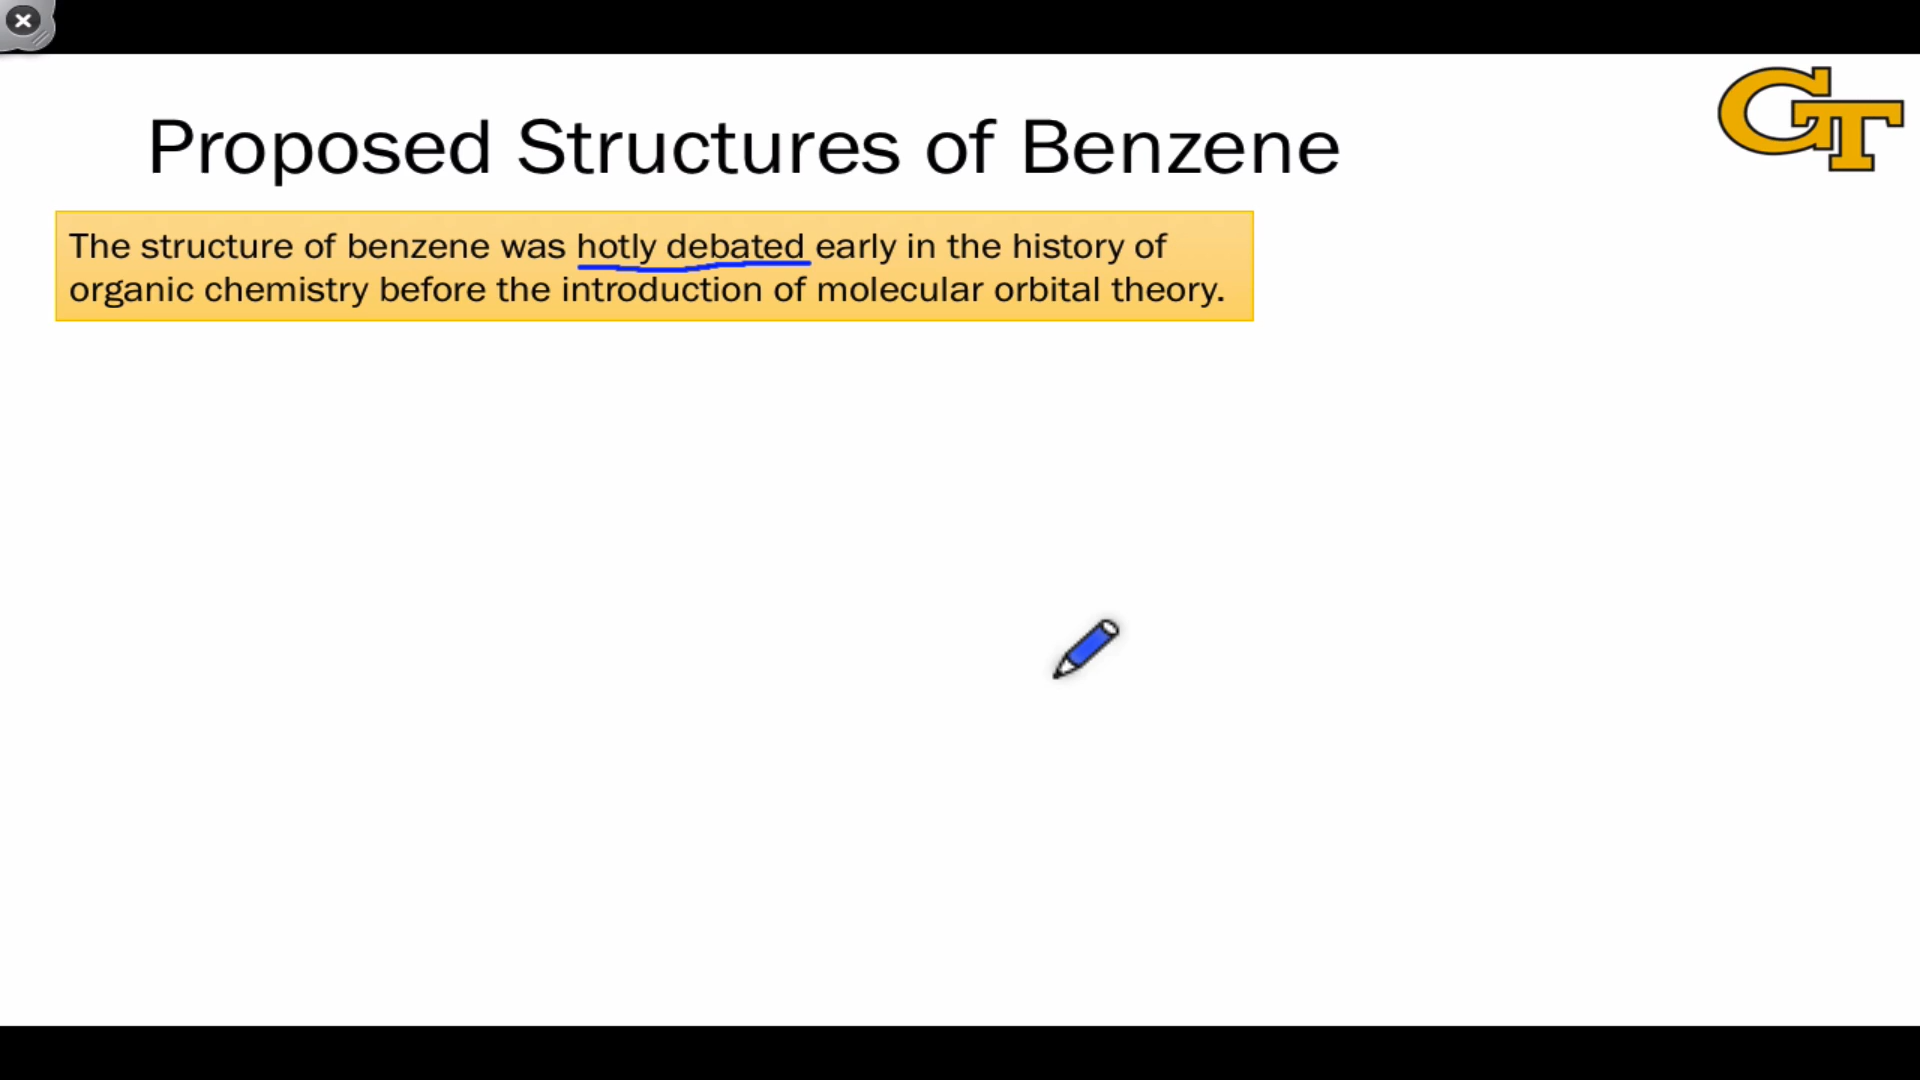 GT
Proposed Structures of Benzene
The structure of benzene was hotly debated early in the history of
organic chemistry before the introduction of molecular orbital theory.